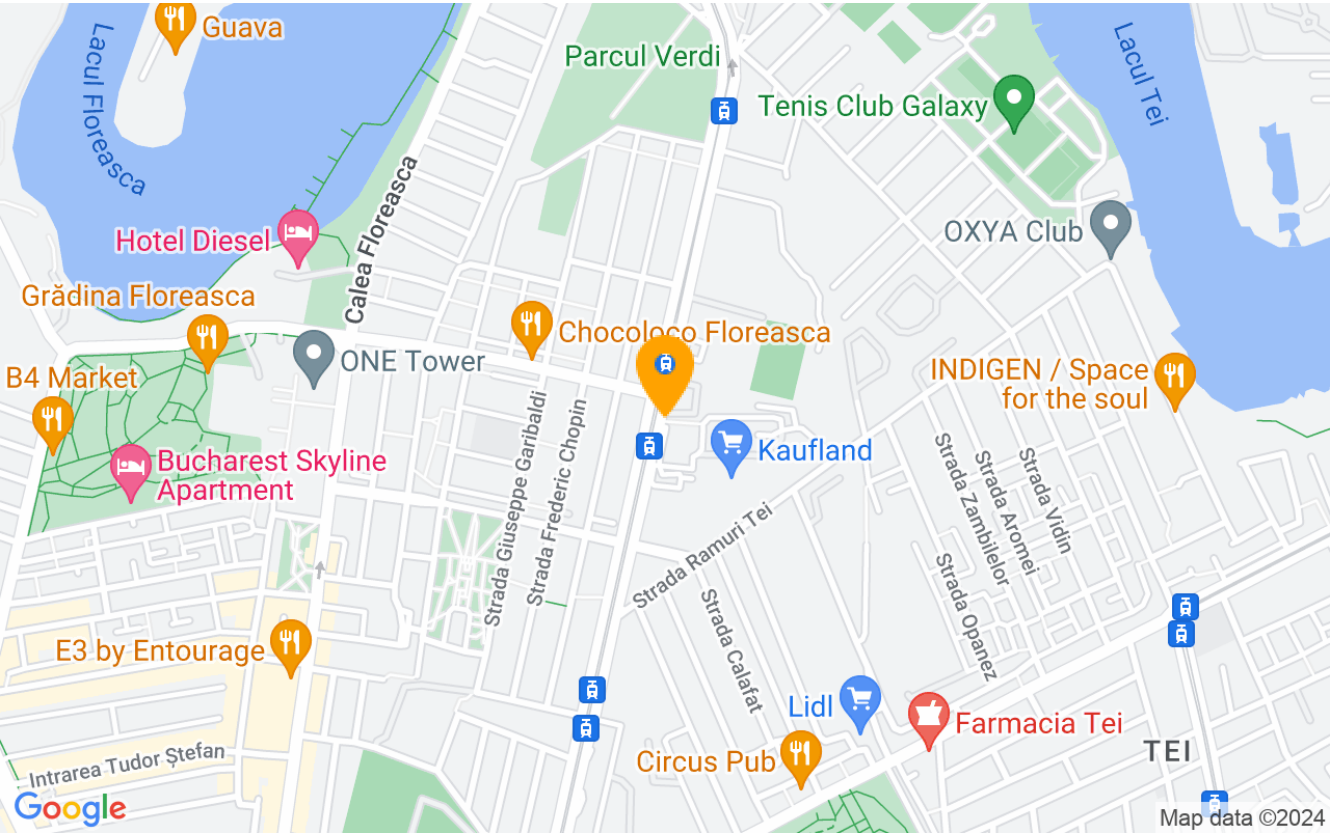 Guava
Lacul Floreasca
Parcul Verdi
Lacul Tei
Tenis Club Galaxy
Calea Floreasca
Hotel Diesel
OXYA Club
Grădina Floreasca
Chocoloco Floreasca
ONE Tower
B4 Market
INDIGEN / Space
for the soul
Strada Giuseppe Garibaldi
Strada Frederic Chopin
Kaufland
Bucharest Skyline
Apartment
Strada Zambilelor
Strada Aromei
Strada Vidin
Strada Ramuri Tei
Strada Opanez
Strada Calafat
E3 by Entourage
Lidl
Farmacia Tei
Circus Pub
TEI
Intrarea Tudor Ștefan
Google
Map data ©2024